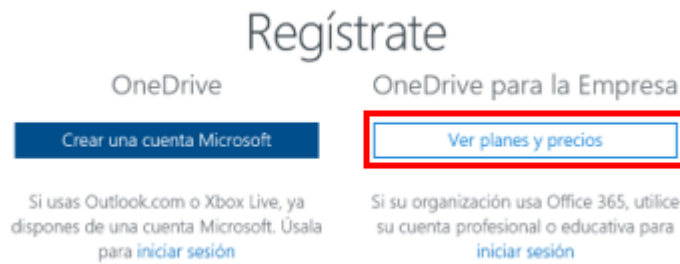 Regístrate
OneDrive
Crear una cuenta Microsoft
Si usas Outlook.com o Xbox Live, ya
dispones de una cuenta Microsoft. Úsala
para iniciar sesión
OneDrive para la Empresa
Ver planes y precios
Si su organización usa Office 365, utilice
su cuenta profesional o educativa para
iniciar sesión